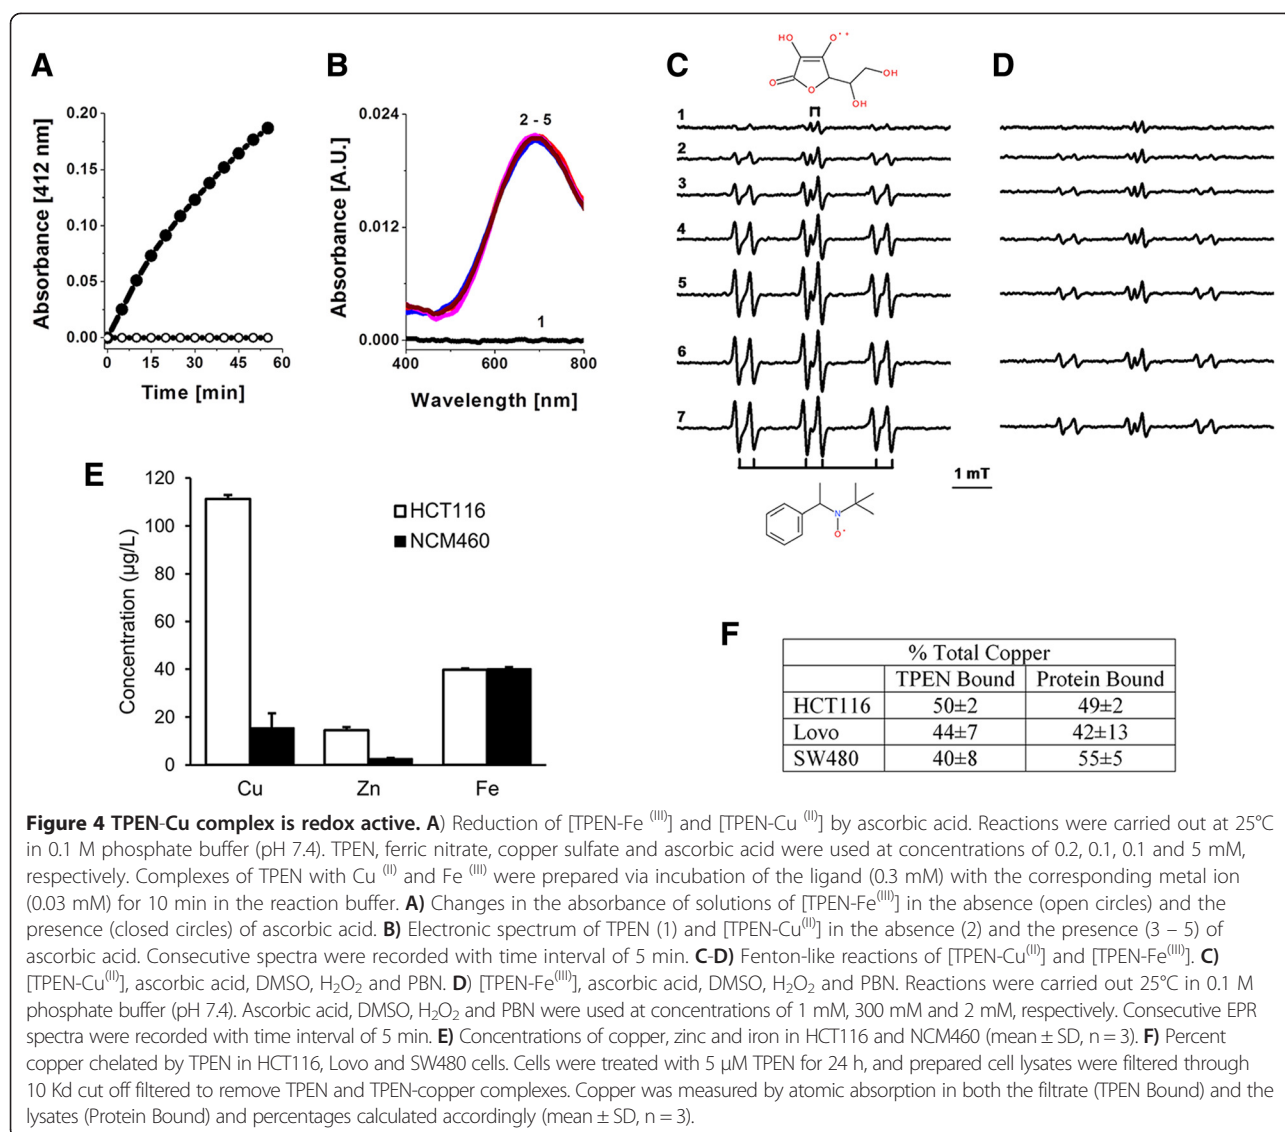 A
B
C
D
Absorbance [412 nm]
0.20
0.15
0.10
0.05
0.00
0
15
30
45
60
Time [min]
Absorbance [A.U.]
0.024
0.012
0.000
2 - 5
1
400
600
800
Wavelength [nm]
HO
O••
O
O
OH
OH
1
2
3
4
5
6
7
1 mT
N
O•
E
Concentration (µg/L)
120
100
80
60
40
20
0
HCT116
NCM460
Cu Zn Fe
F
% Total Copper
TPEN Bound Protein Bound
HCT116 50±2 49±2
Lovo 44±7 42±13
SW480 40±8 55±5
Figure 4 TPEN-Cu complex is redox active. A) Reduction of [TPEN-Fe (III)] and [TPEN-Cu (II)] by ascorbic acid. Reactions were carried out at 25°C
in 0.1 M phosphate buffer (pH 7.4). TPEN, ferric nitrate, copper sulfate and ascorbic acid were used at concentrations of 0.2, 0.1, 0.1 and 5 mM,
respectively. Complexes of TPEN with Cu (II) and Fe (III) were prepared via incubation of the ligand (0.3 mM) with the corresponding metal ion
(0.03 mM) for 10 min in the reaction buffer. A) Changes in the absorbance of solutions of [TPEN-Fe(III)] in the absence (open circles) and the
presence (closed circles) of ascorbic acid. B) Electronic spectrum of TPEN (1) and [TPEN-Cu(II)] in the absence (2) and the presence (3 – 5) of
ascorbic acid. Consecutive spectra were recorded with time interval of 5 min. C-D) Fenton-like reactions of [TPEN-Cu(II)] and [TPEN-Fe(III)]. C)
[TPEN-Cu(II)], ascorbic acid, DMSO, H₂O₂ and PBN. D) [TPEN-Fe(III)], ascorbic acid, DMSO, H₂O₂ and PBN. Reactions were carried out 25°C in 0.1 M
phosphate buffer (pH 7.4). Ascorbic acid, DMSO, H₂O₂ and PBN were used at concentrations of 1 mM, 300 mM and 2 mM, respectively. Consecutive EPR
spectra were recorded with time interval of 5 min. E) Concentrations of copper, zinc and iron in HCT116 and NCM460 (mean ± SD, n = 3). F) Percent
copper chelated by TPEN in HCT116, Lovo and SW480 cells. Cells were treated with 5 µM TPEN for 24 h, and prepared cell lysates were filtered through
10 Kd cut off filtered to remove TPEN and TPEN-copper complexes. Copper was measured by atomic absorption in both the filtrate (TPEN Bound) and the
lysates (Protein Bound) and percentages calculated accordingly (mean ± SD, n = 3).